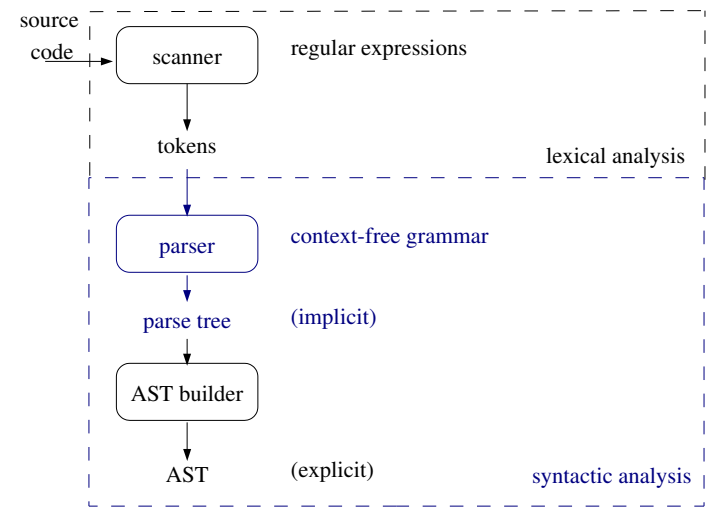 source
code
scanner
regular expressions
tokens
lexical analysis
parser
context-free grammar
parse tree
(implicit)
AST builder
AST
(explicit)
syntactic analysis